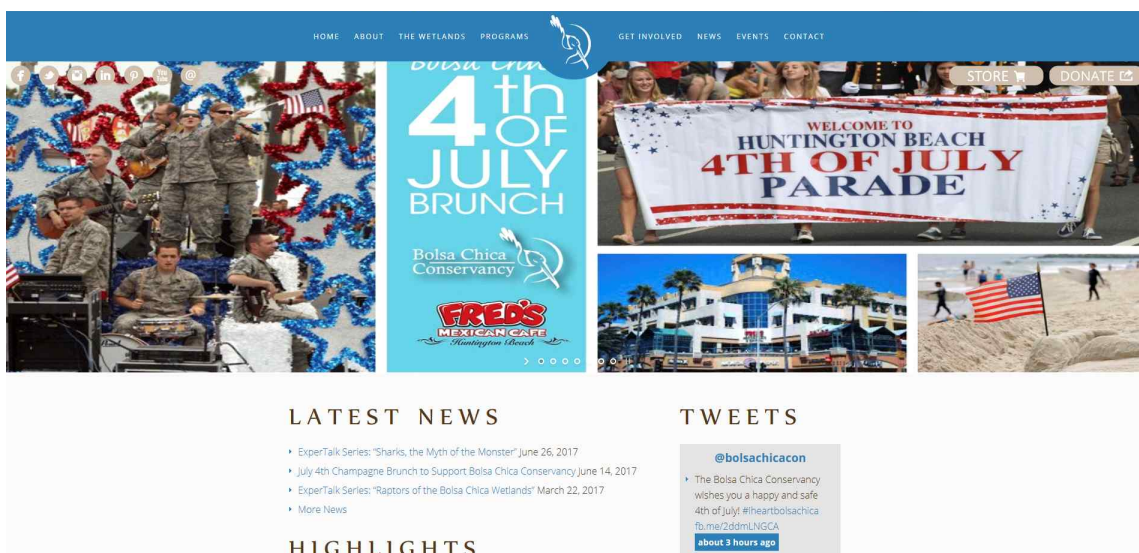 HOME ABOUT THE WETLANDS PROGRAMS GET INVOLVED NEWS EVENTS CONTACT
STORE DONATE
Bolsa Chica
4th
OF
JULY
BRUNCH
Bolsa Chica
Conservancy
FRED'S
MEXICAN CAFE
Huntington Beach
WELCOME TO
HUNTINGTON BEACH
4TH OF JULY
PARADE
LATEST NEWS
ExperTalk Series: "Sharks, the Myth of the Monster" June 26, 2017
July 4th Champagne Brunch to Support Bolsa Chica Conservancy June 14, 2017
ExperTalk Series: "Raptors of the Bolsa Chica Wetlands" March 22, 2017
More News
HIGHLIGHTS
TWEETS
@bolsachicacon
The Bolsa Chica Conservancy
wishes you a happy and safe
4th of July! #iheartbolsachica
fb.me/2ddmLNGCA
about 3 hours ago